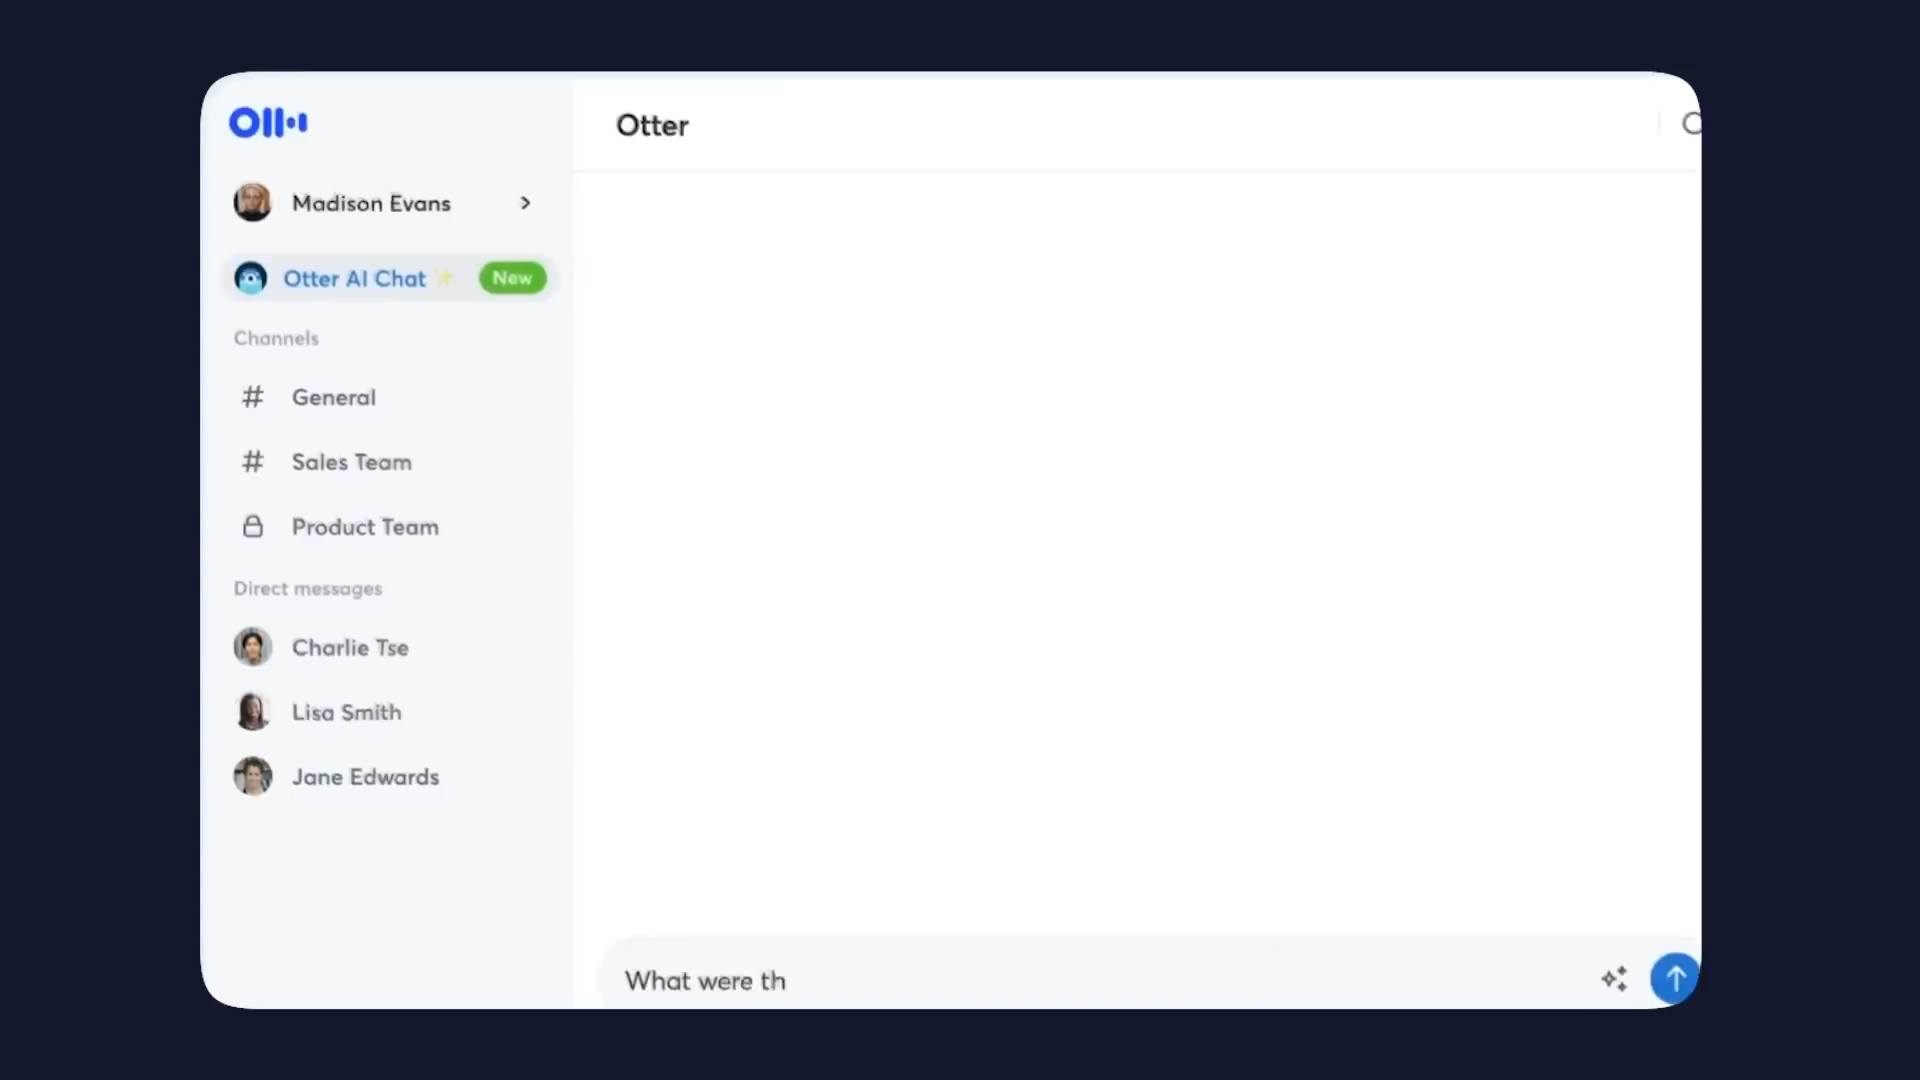 Otter
Madison Evans
Otter AI Chat
New
Channels
# General
# Sales Team
Product Team
Direct messages
Charlie Tse
Lisa Smith
Jane Edwards
What were th